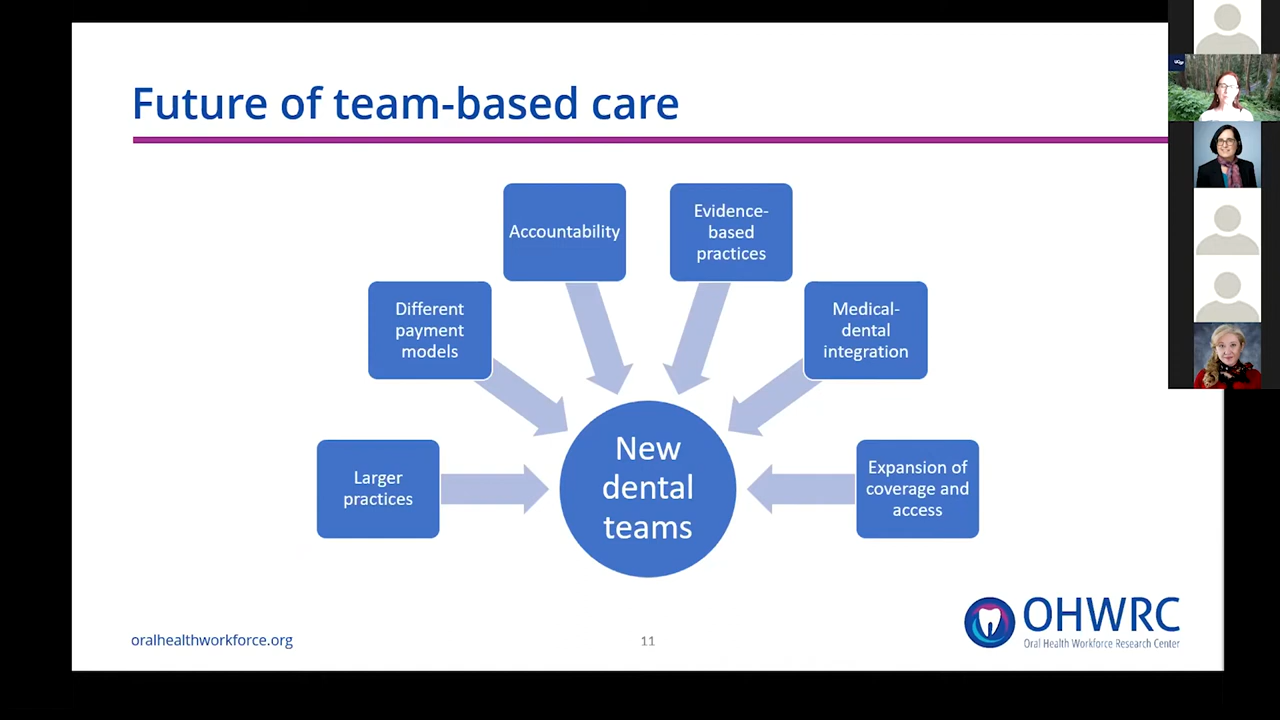 Future of team-based care
Accountability
Evidence-
based
practices
Different
payment
models
Medical-
dental
integration
Larger
practices
New
dental
teams
Expansion of
coverage and
access
oralhealthworkforce.org
11
OHWRC
Oral Health Workforce Research Center